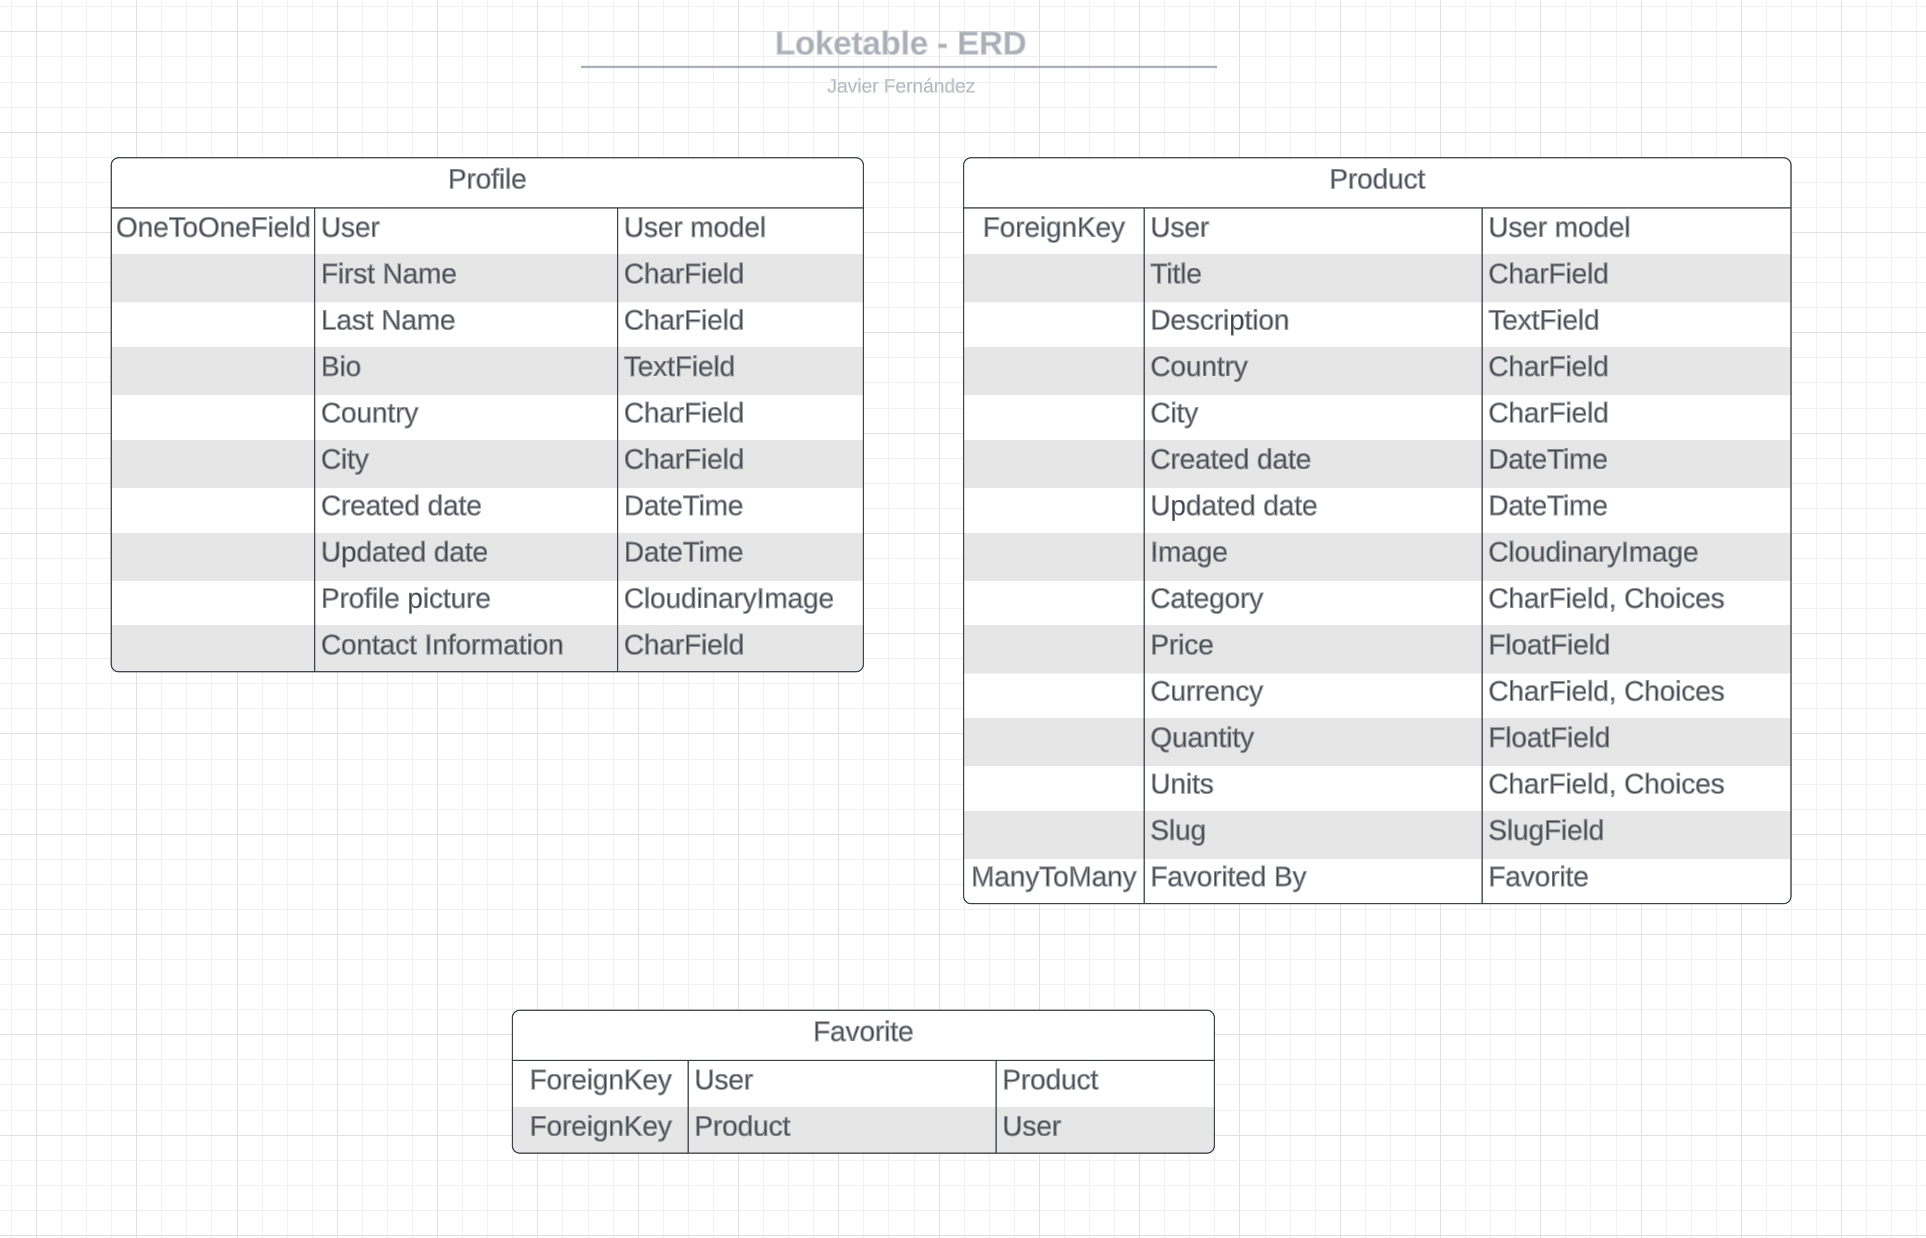 Loketable - ERD
Javier Fernández
Profile
OneToOneField User User model
First Name CharField
Last Name CharField
Bio TextField
Country CharField
City CharField
Created date DateTime
Updated date DateTime
Profile picture CloudinaryImage
Contact Information CharField
Product
ForeignKey User User model
Title CharField
Description TextField
Country CharField
City CharField
Created date DateTime
Updated date DateTime
Image CloudinaryImage
Category CharField, Choices
Price FloatField
Currency CharField, Choices
Quantity FloatField
Units CharField, Choices
Slug SlugField
ManyToMany Favorited By Favorite
Favorite
ForeignKey User Product
ForeignKey Product User